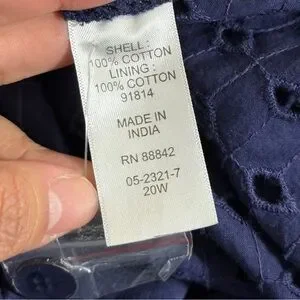 SHELL :
100% COTTON
LINING :
100% COTTON
91814
MADE IN
INDIA
RN 88842
05-2321-7
20W